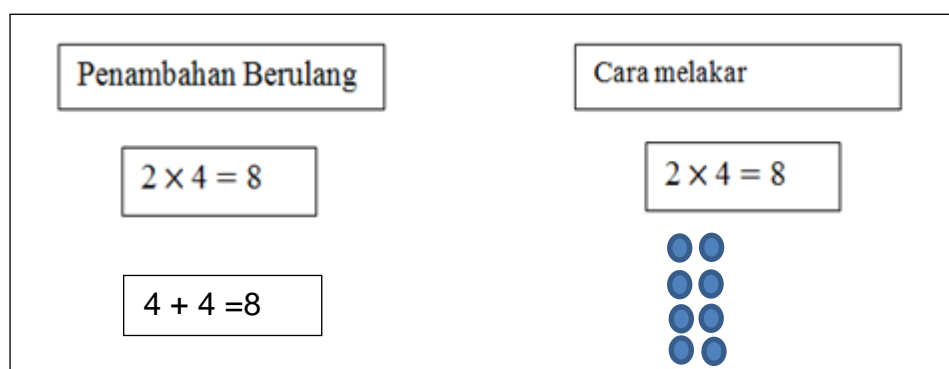 Penambahan Berulang
Cara melakar
2 × 4 = 8
2 × 4 = 8
4 + 4 =8